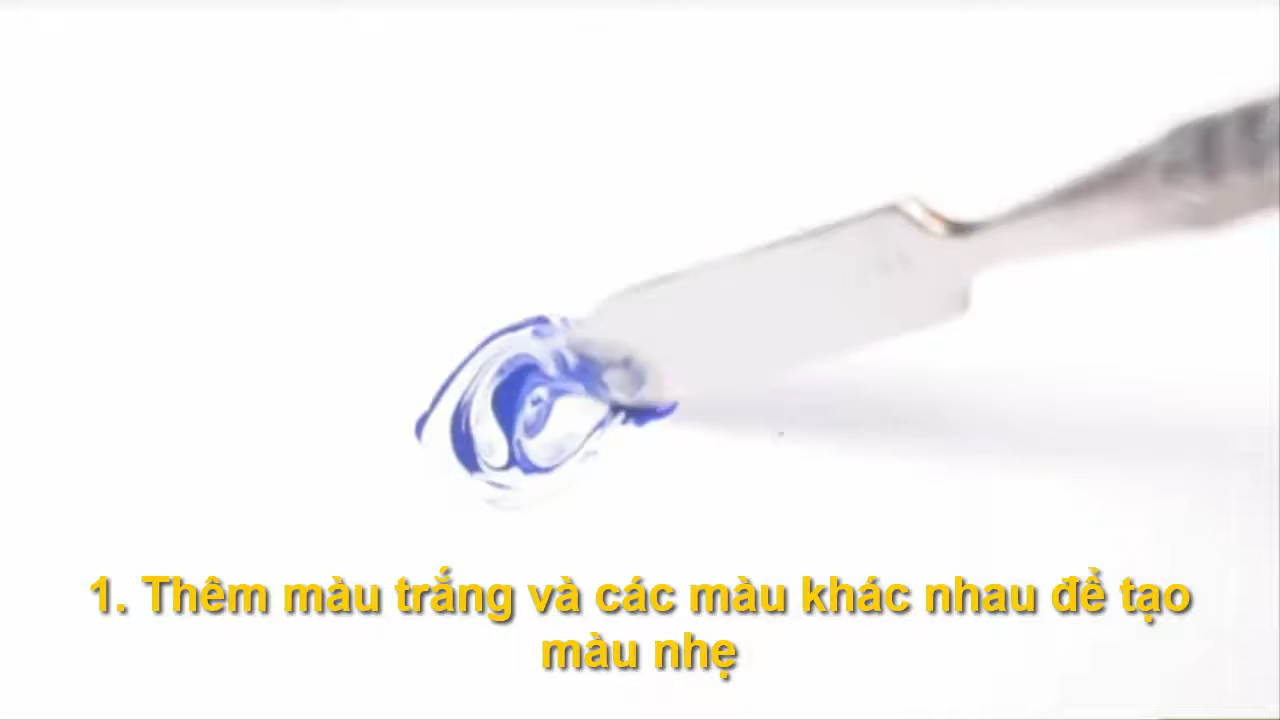 1. Thêm màu trắng và các màu khác nhau để tạo
màu nhẹ